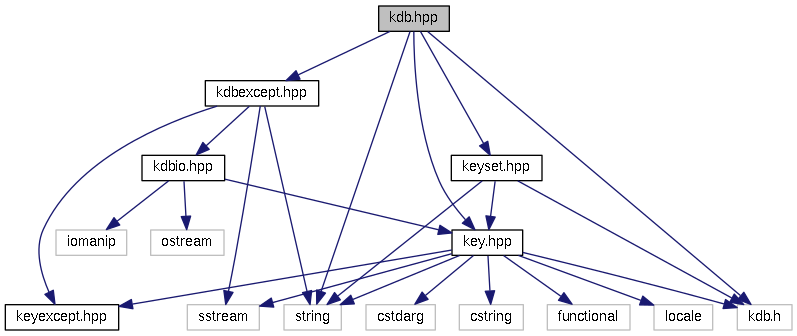 kdb.hpp
kdbexcept.hpp
kdbio.hpp
keyset.hpp
iomanip
ostream
key.hpp
keyexcept.hpp
sstream
string
cstdarg
cstring
functional
locale
kdb.h